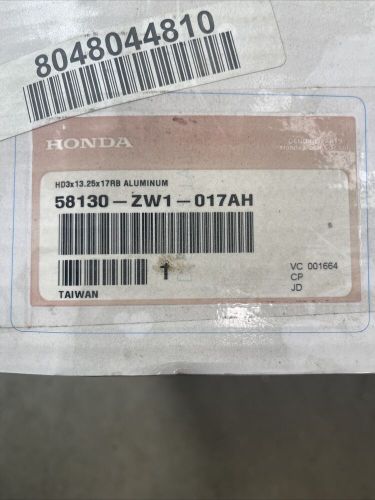 8048044810
HONDA
HD3x13.25x17RB ALUMINUM
58130-ZW1-017AH
1
VC 001664
CP
JD
TAIWAN